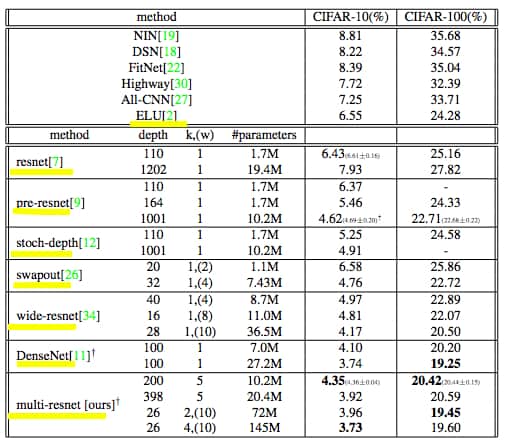 method CIFAR-10(%) CIFAR-100(%)
NIN[19] 8.81 35.68
DSN[18] 8.22 34.57
FitNet[22] 8.39 35.04
Highway[30] 7.72 32.39
All-CNN[27] 7.25 33.71
ELU[2] 6.55 24.28
method depth k,(w) #parameters
resnet[7] 110 1 1.7M 6.43(6.61±0.16) 25.16
1202 1 19.4M 7.93 27.82
pre-resnet[9] 110 1 1.7M 6.37 -
164 1 1.7M 5.46 24.33
1001 1 10.2M 4.62(4.69±0.20)† 22.71(22.68±0.22)
stoch-depth[12] 110 1 1.7M 5.25 24.58
1001 1 10.2M 4.91 -
swapout[26] 20 1,(2) 1.1M 6.58 25.86
32 1,(4) 7.43M 4.76 22.72
wide-resnet[34] 40 1,(4) 8.7M 4.97 22.89
16 1,(8) 11.0M 4.81 22.07
28 1,(10) 36.5M 4.17 20.50
DenseNet[11]† 100 1 7.0M 4.10 20.20
100 1 27.2M 3.74 19.25
multi-resnet [ours]† 200 5 10.2M 4.35(4.36±0.04) 20.42(20.44±0.15)
398 5 20.4M 3.92 20.59
26 2,(10) 72M 3.96 19.45
26 4,(10) 145M 3.73 19.60